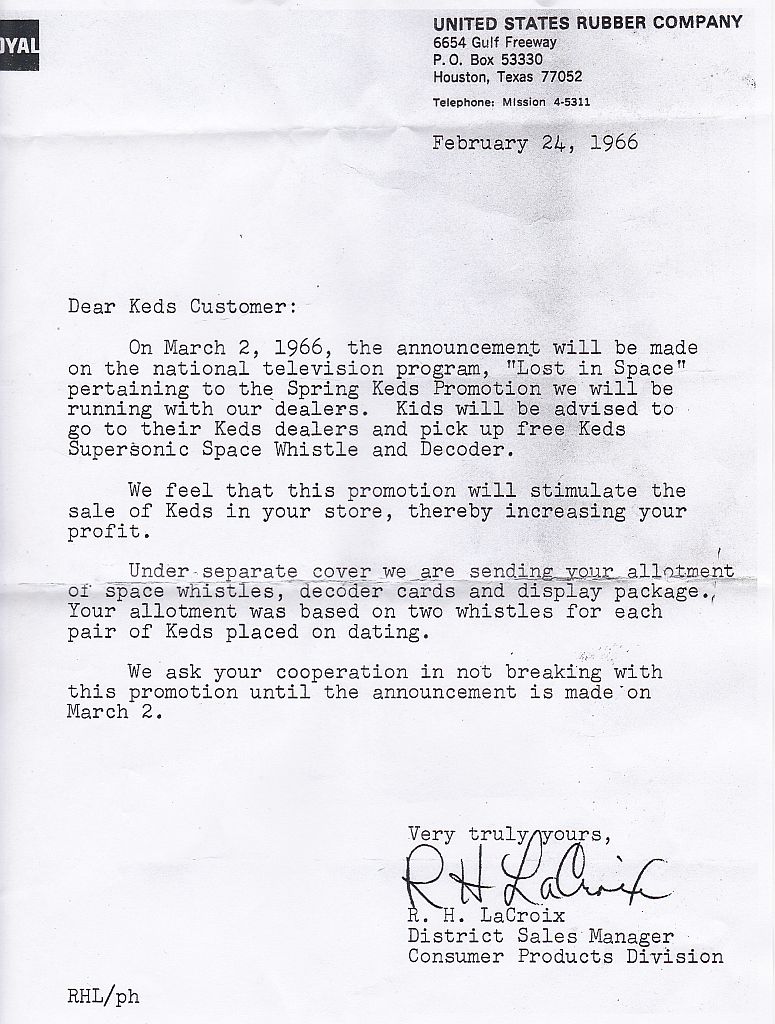 OYAL
UNITED STATES RUBBER COMPANY
6654 Gulf Freeway
P. O. Box 53330
Houston, Texas 77052
Telephone: Mission 4-5311
February 24, 1966
Dear Keds Customer:
On March 2, 1966, the announcement will be made
on the national television program, "Lost in Space"
pertaining to the Spring Keds Promotion we will be
running with our dealers. Kids will be advised to
go to their Keds dealers and pick up free Keds
Supersonic Space Whistle and Decoder.
We feel that this promotion will stimulate the
sale of Keds in your store, thereby increasing your
profit.
Under separate cover we are sending your allotment
of space whistles, decoder cards and display package.
Your allotment was based on two whistles for each
pair of Keds placed on dating.
We ask your cooperation in not breaking with
this promotion until the announcement is made on
March 2.
Very truly yours,
R H LaCroix
R. H. LaCroix
District Sales Manager
Consumer Products Division
RHL/ph